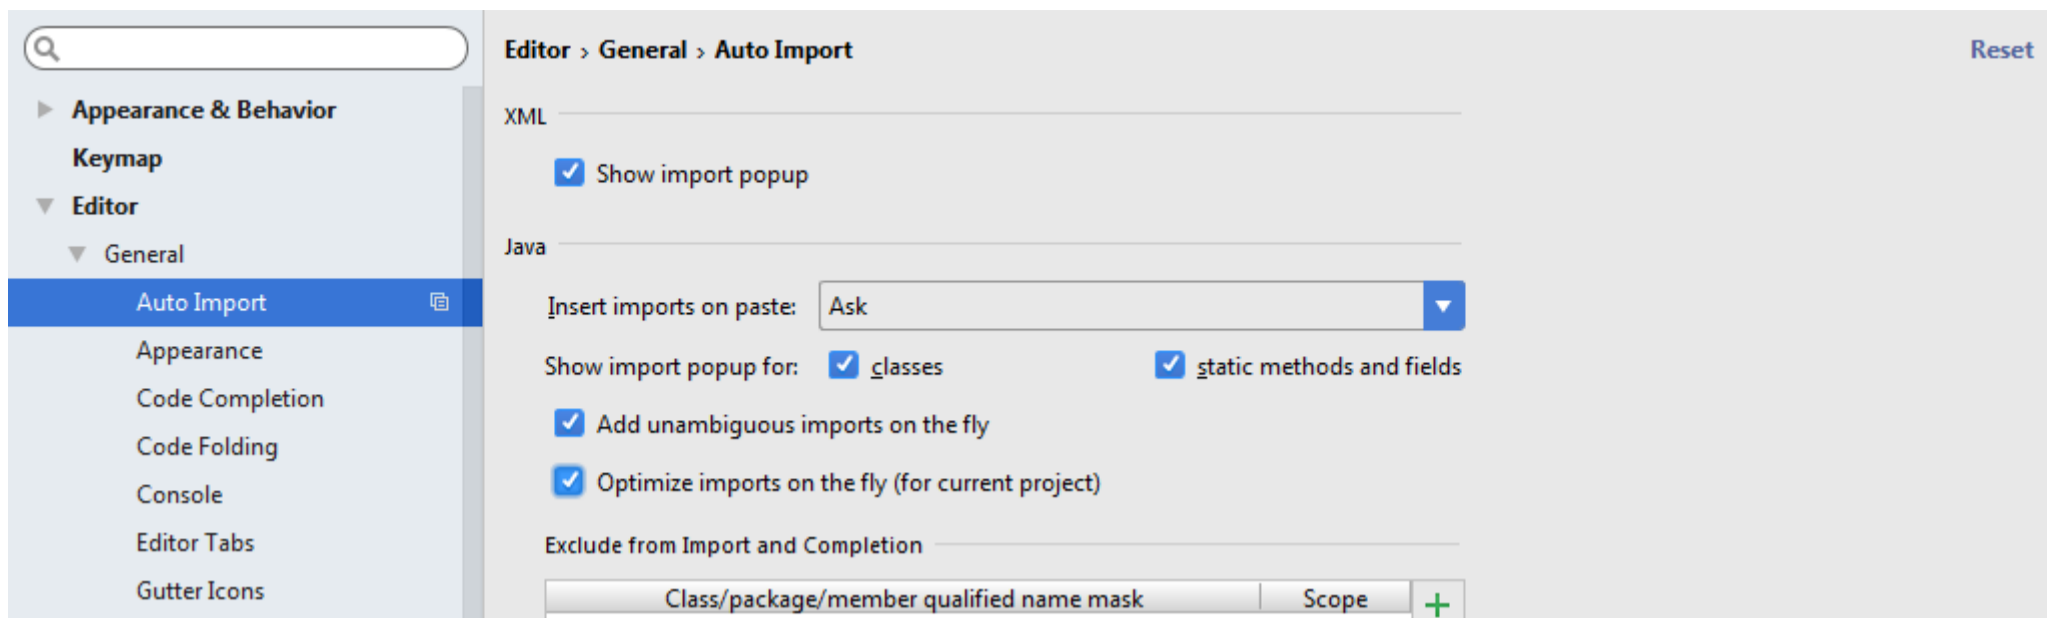 Appearance & Behavior
Keymap
Editor
General
Auto Import
Appearance
Code Completion
Code Folding
Console
Editor Tabs
Gutter Icons
Editor › General › Auto Import
Reset
XML
Show import popup
Java
Insert imports on paste: Ask
Show import popup for: classes static methods and fields
Add unambiguous imports on the fly
Optimize imports on the fly (for current project)
Exclude from Import and Completion
Class/package/member qualified name mask Scope